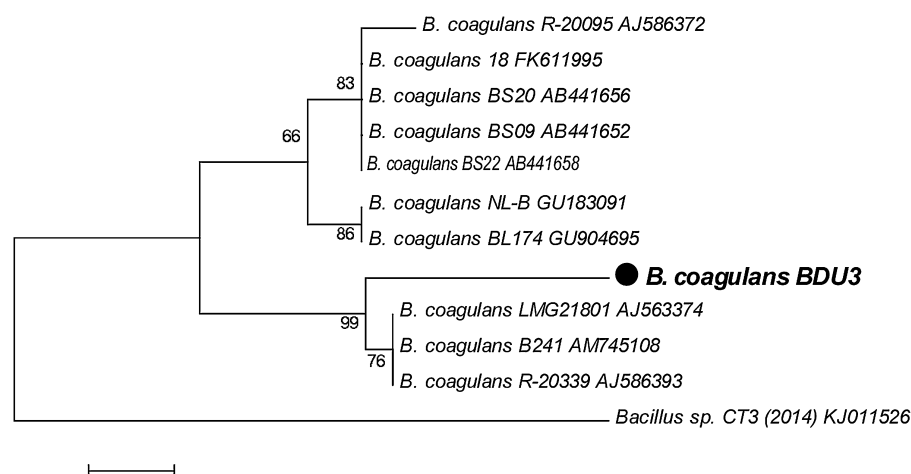 B. coagulans R-20095 AJ586372
B. coagulans 18 FK611995
83
B. coagulans BS20 AB441656
B. coagulans BS09 AB441652
66
B. coagulans BS22 AB441658
B. coagulans NL-B GU183091
86
B. coagulans BL174 GU904695
B. coagulans BDU3
B. coagulans LMG21801 AJ563374
99
B. coagulans B241 AM745108
76
B. coagulans R-20339 AJ586393
Bacillus sp. CT3 (2014) KJ011526